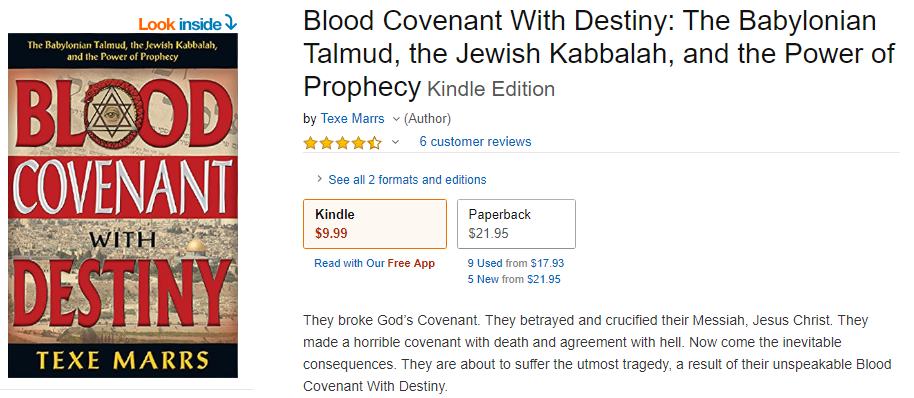 Look inside
The Babylonian Talmud, the Jewish Kabbalah,
and the Power of Prophecy
BLOOD
COVENANT
WITH
DESTINY
TEXE MARRS
Blood Covenant With Destiny: The Babylonian
Talmud, the Jewish Kabbalah, and the Power of
Prophecy Kindle Edition
by Texe Marrs (Author)
6 customer reviews
See all 2 formats and editions
Kindle
$9.99
Paperback
$21.95
Read with Our Free App
9 Used from $17.93
5 New from $21.95
They broke God’s Covenant. They betrayed and crucified their Messiah, Jesus Christ. They
made a horrible covenant with death and agreement with hell. Now come the inevitable
consequences. They are about to suffer the utmost tragedy, a result of their unspeakable Blood
Covenant With Destiny.